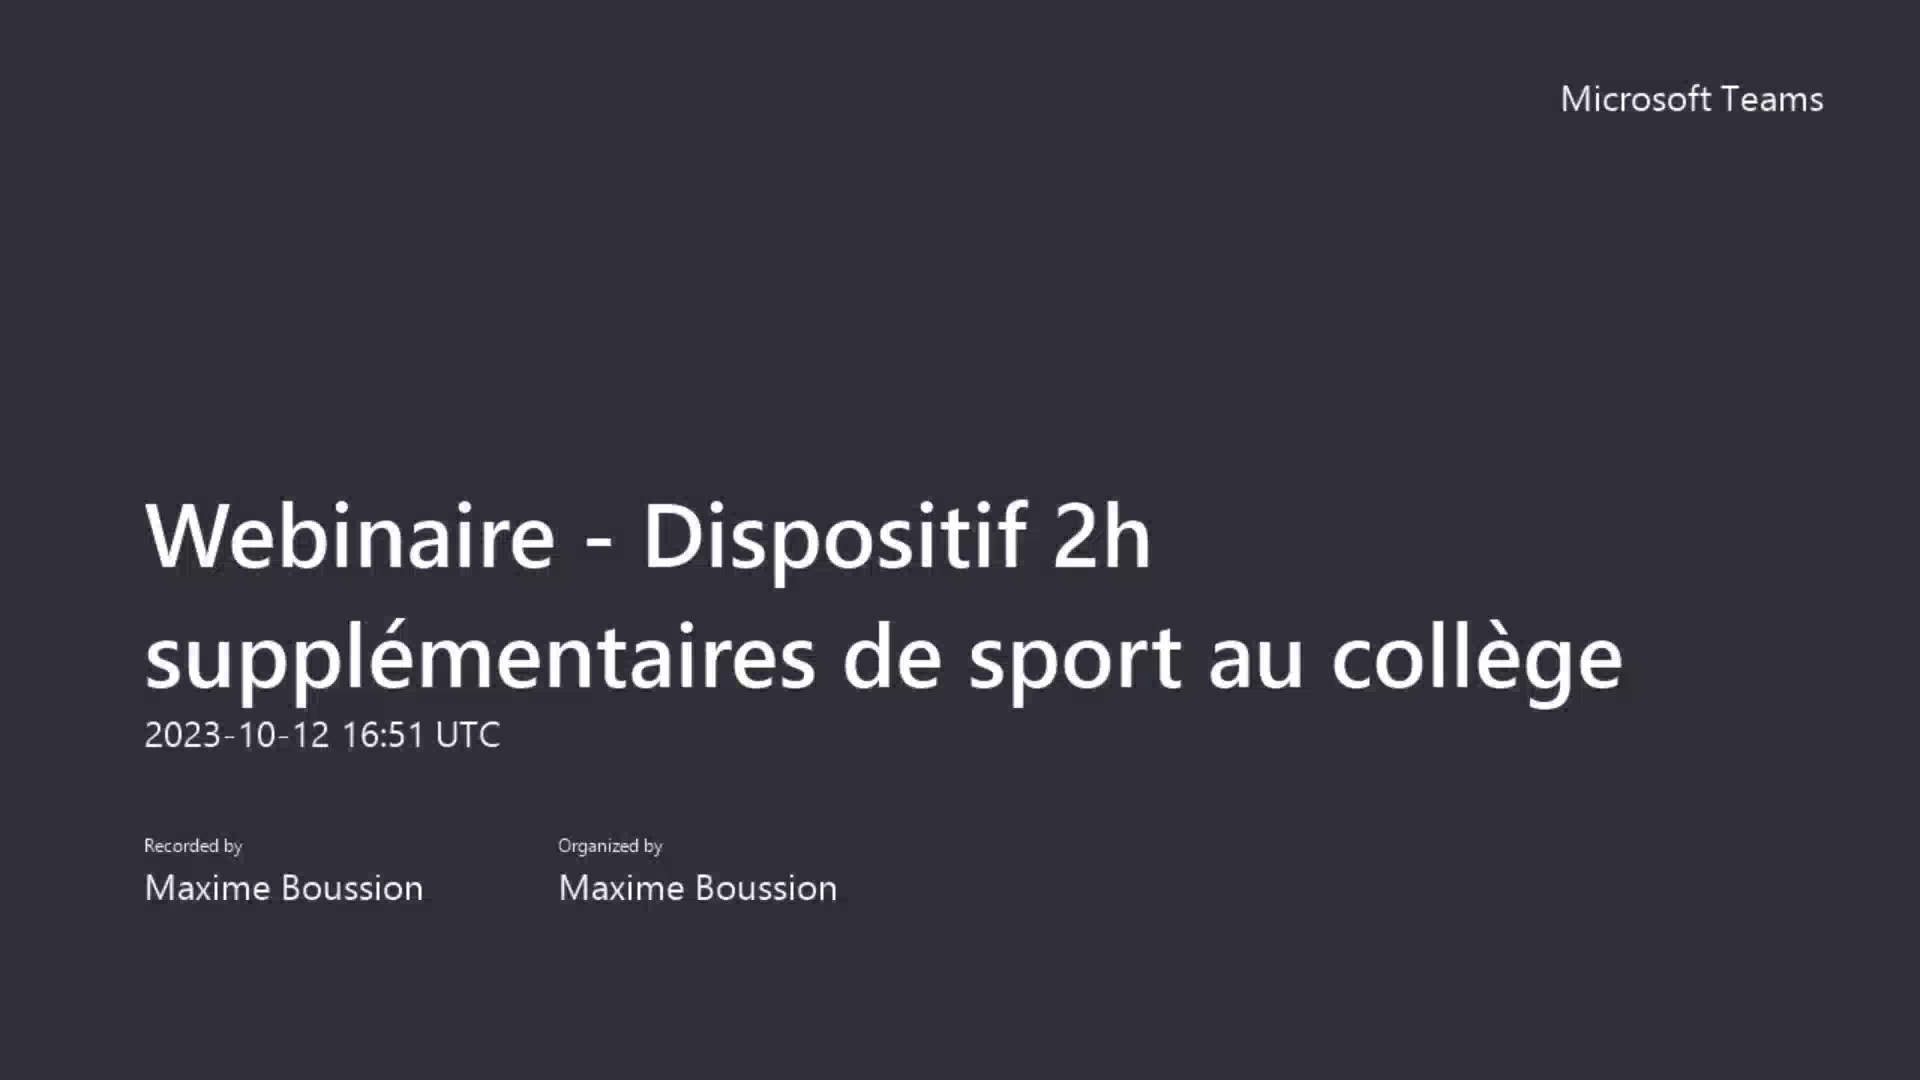 Microsoft Teams
Webinaire - Dispositif 2h
supplémentaires de sport au collège
2023-10-12 16:51 UTC
Recorded by
Organized by
Maxime Boussion
Maxime Boussion